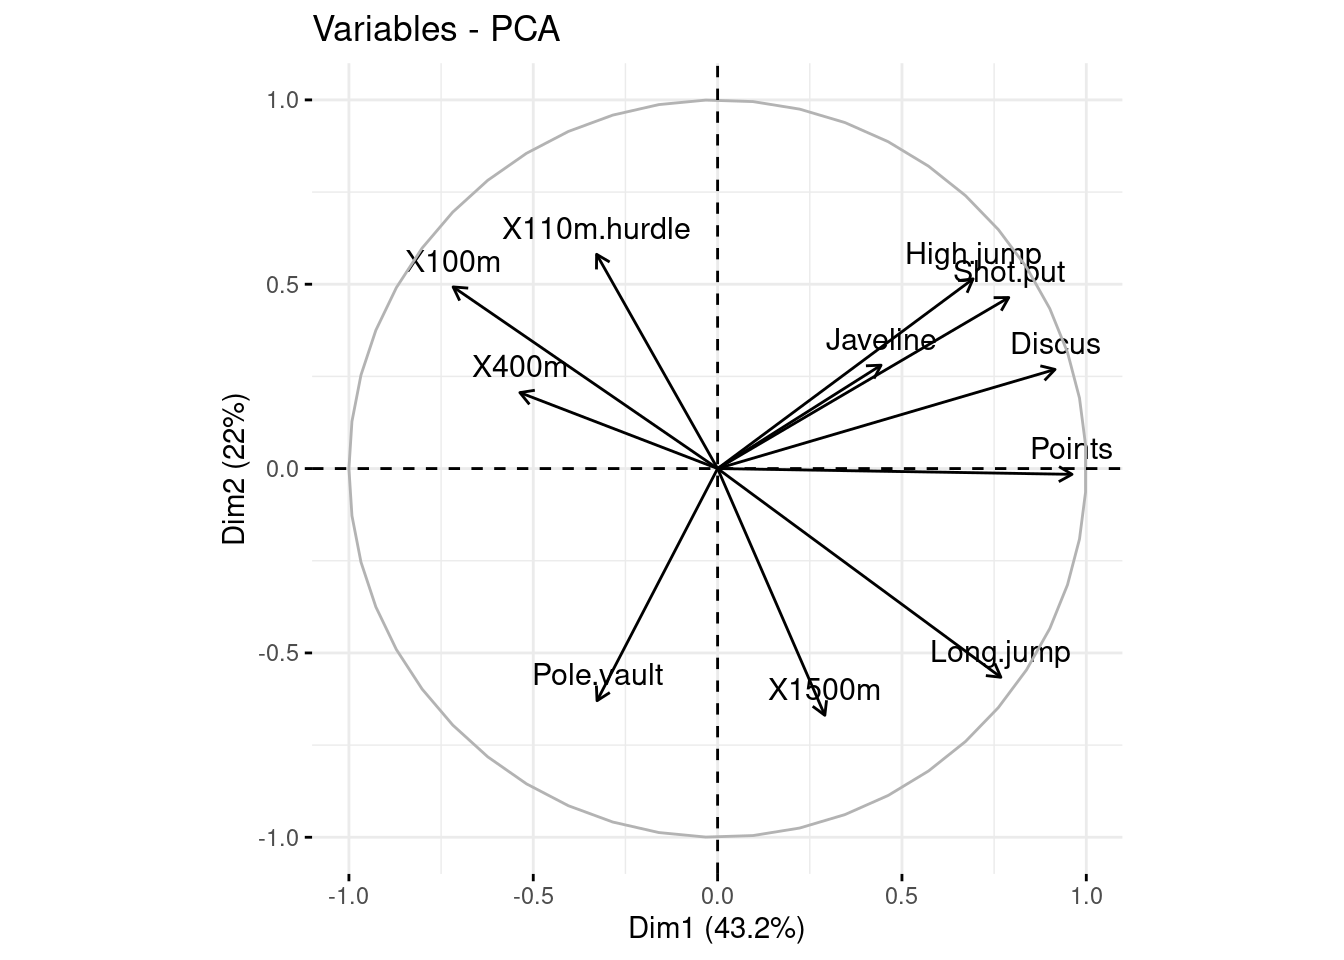 Variables - PCA
1.0
X110m.hurdle
High.jump
X100m
Shot.put
0.5
Javeline
Discus
X400m
Points
0.0
Dim2 (22%)
Long.jump
-0.5
Pole.vault
X1500m
-1.0
-1.0 -0.5 0.0 0.5 1.0
Dim1 (43.2%)